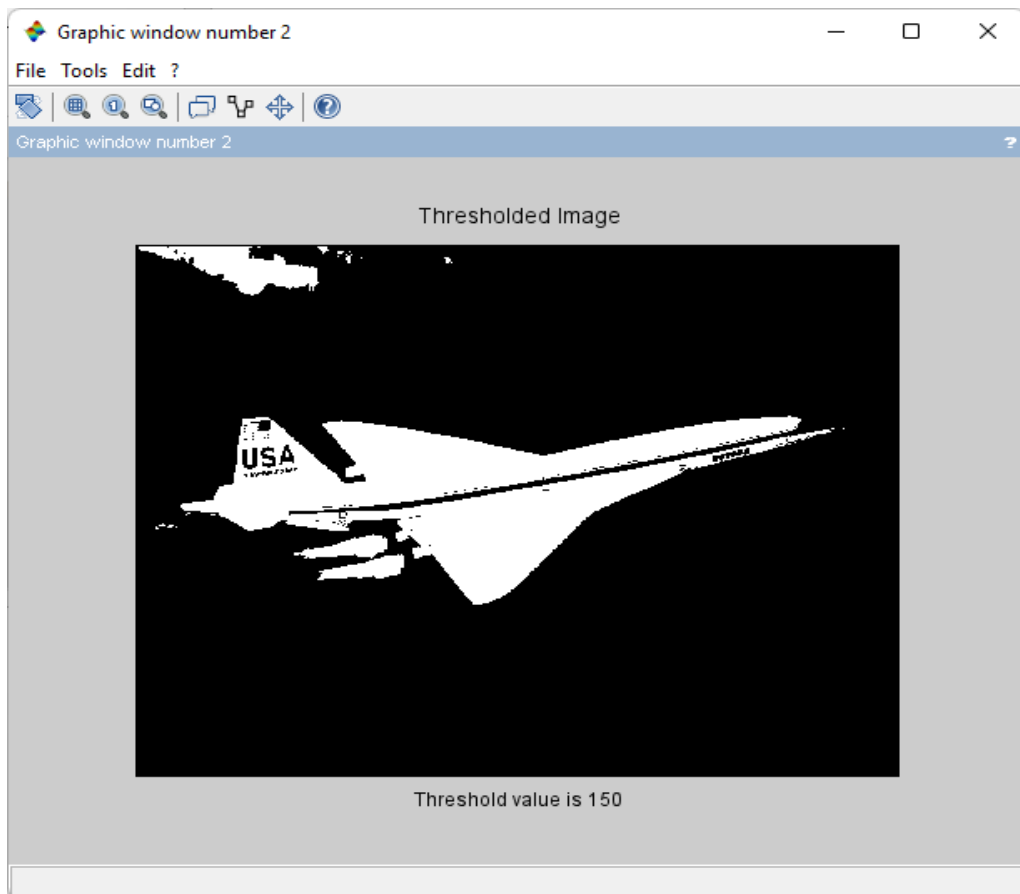 Graphic window number 2
File Tools Edit ?
Graphic window number 2 ?
Thresholded Image
USA
Threshold value is 150